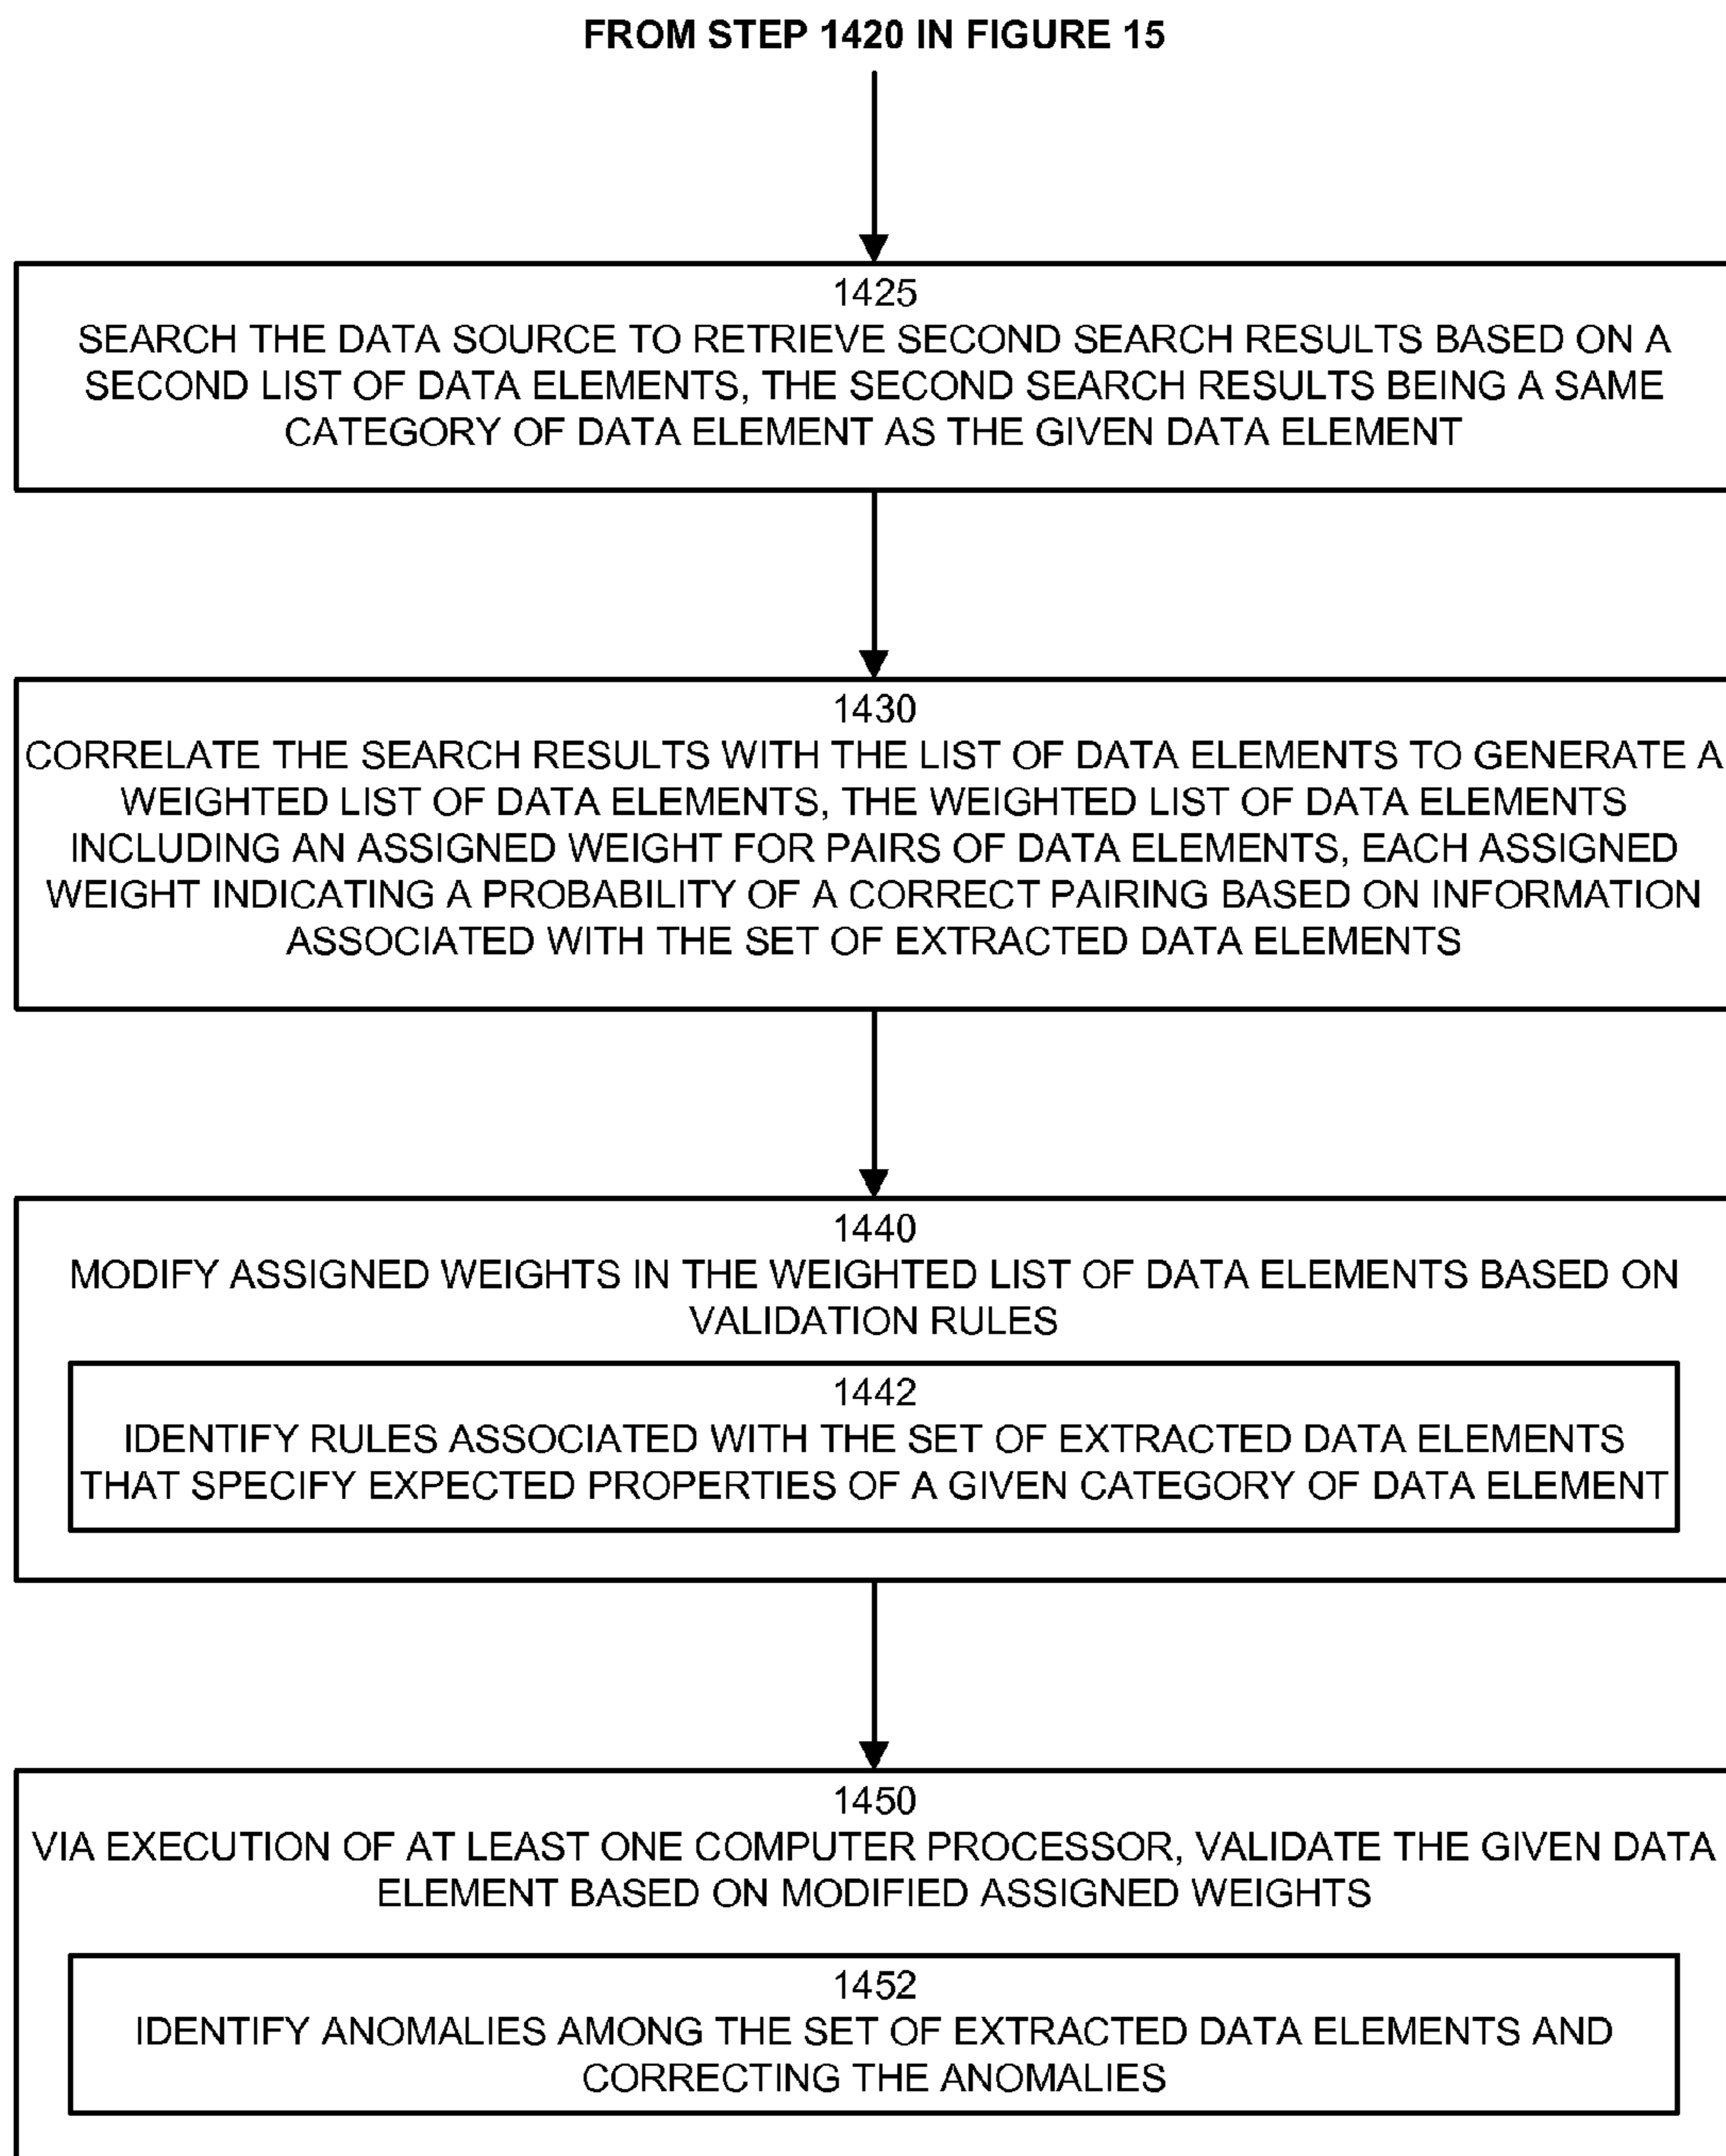 FROM STEP 1420 IN FIGURE 15
1425
SEARCH THE DATA SOURCE TO RETRIEVE SECOND SEARCH RESULTS BASED ON A
SECOND LIST OF DATA ELEMENTS, THE SECOND SEARCH RESULTS BEING A SAME
CATEGORY OF DATA ELEMENT AS THE GIVEN DATA ELEMENT
1430
CORRELATE THE SEARCH RESULTS WITH THE LIST OF DATA ELEMENTS TO GENERATE A
WEIGHTED LIST OF DATA ELEMENTS, THE WEIGHTED LIST OF DATA ELEMENTS
INCLUDING AN ASSIGNED WEIGHT FOR PAIRS OF DATA ELEMENTS, EACH ASSIGNED
WEIGHT INDICATING A PROBABILITY OF A CORRECT PAIRING BASED ON INFORMATION
ASSOCIATED WITH THE SET OF EXTRACTED DATA ELEMENTS
1440
MODIFY ASSIGNED WEIGHTS IN THE WEIGHTED LIST OF DATA ELEMENTS BASED ON
VALIDATION RULES
1442
IDENTIFY RULES ASSOCIATED WITH THE SET OF EXTRACTED DATA ELEMENTS
THAT SPECIFY EXPECTED PROPERTIES OF A GIVEN CATEGORY OF DATA ELEMENT
1450
VIA EXECUTION OF AT LEAST ONE COMPUTER PROCESSOR, VALIDATE THE GIVEN DATA
ELEMENT BASED ON MODIFIED ASSIGNED WEIGHTS
1452
IDENTIFY ANOMALIES AMONG THE SET OF EXTRACTED DATA ELEMENTS AND
CORRECTING THE ANOMALIES